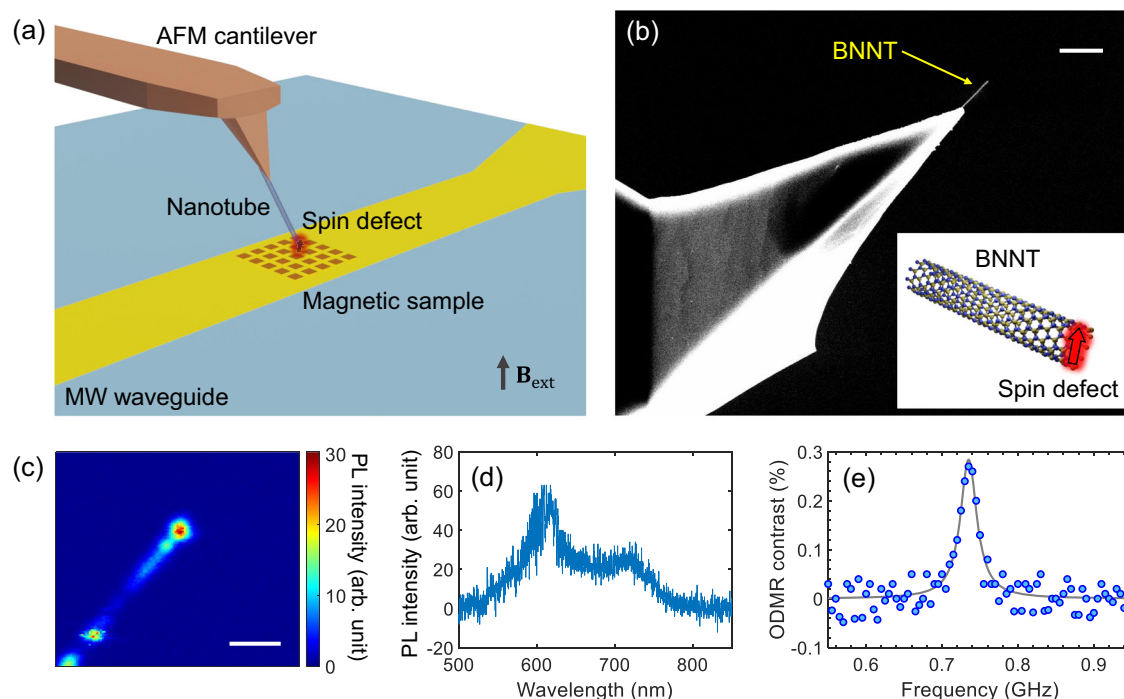 (a)
AFM cantilever
Nanotube
Spin defect
Magnetic sample
MW waveguide
B_ext
(b)
BNNT
BNNT
Spin defect
(c)
30
20
10
0
PL intensity (arb. unit)
(d)
80
60
40
20
0
-20
500
600
700
800
PL intensity (arb. unit)
Wavelength (nm)
(e)
0.3
0.2
0.1
0
-0.1
0.6
0.7
0.8
0.9
ODMR contrast (%)
Frequency (GHz)